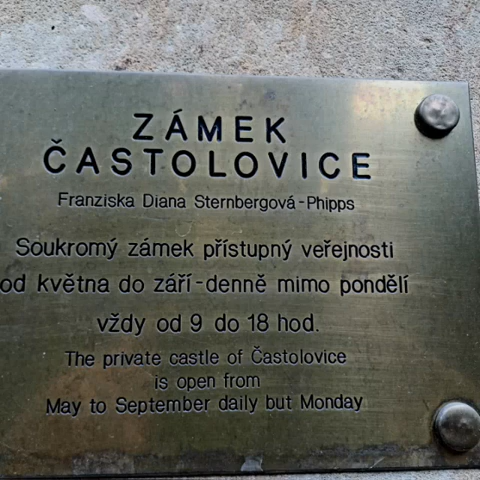 ZÁMEK
ČASTOLOVICE
Franziska Diana Sternbergová-Phipps
Soukromý zámek přístupný veřejnosti
od května do září-denně mimo pondělí
vždy od 9 do 18 hod.
The private castle of Častolovice
is open from
May to September daily but Monday